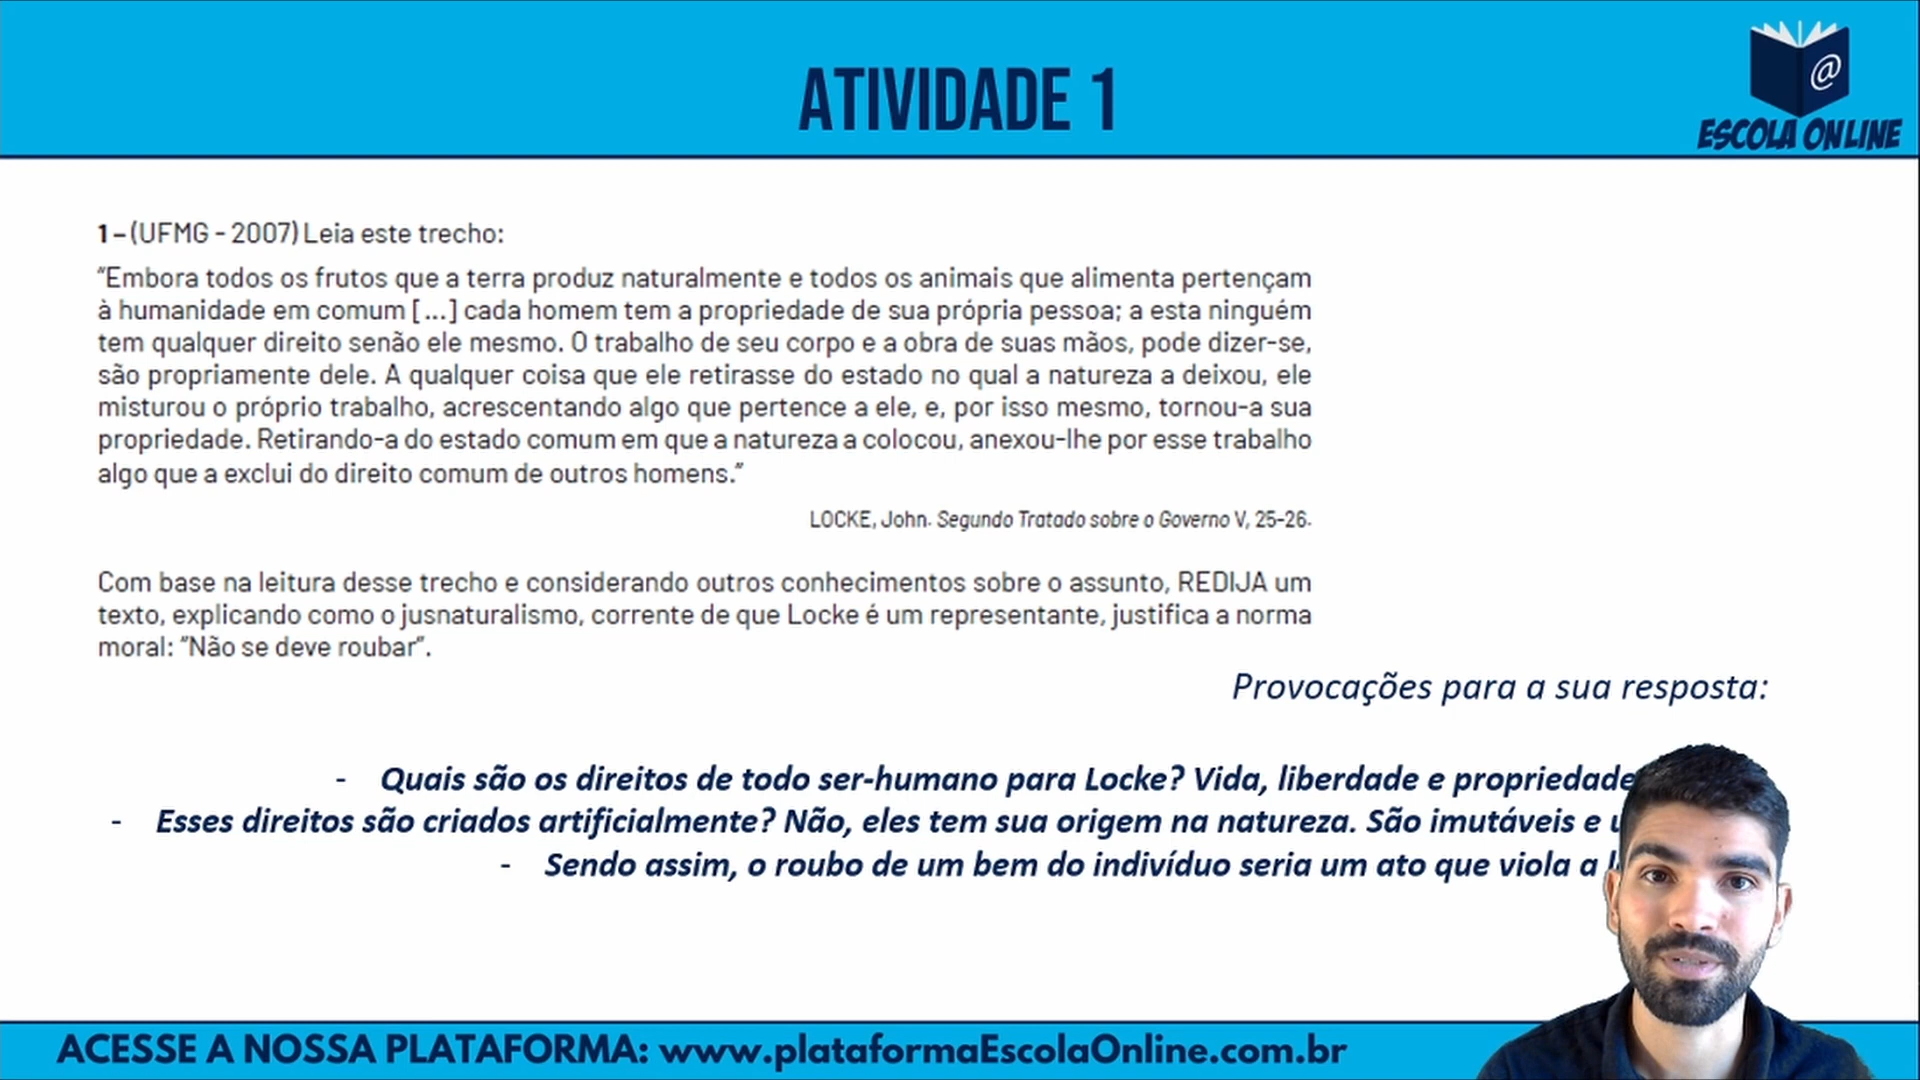 ATIVIDADE 1
@
ESCOLA ONLINE
1 – (UFMG - 2007) Leia este trecho:
“Embora todos os frutos que a terra produz naturalmente e todos os animais que alimenta pertençam
à humanidade em comum [...] cada homem tem a propriedade de sua própria pessoa; a esta ninguém
tem qualquer direito senão ele mesmo. O trabalho de seu corpo e a obra de suas mãos, pode dizer-se,
são propriamente dele. A qualquer coisa que ele retirasse do estado no qual a natureza a deixou, ele
misturou o próprio trabalho, acrescentando algo que pertence a ele, e, por isso mesmo, tornou-a sua
propriedade. Retirando-a do estado comum em que a natureza a colocou, anexou-lhe por esse trabalho
algo que a exclui do direito comum de outros homens.”
LOCKE, John. Segundo Tratado sobre o Governo V, 25-26.
Com base na leitura desse trecho e considerando outros conhecimentos sobre o assunto, REDIJA um
texto, explicando como o jusnaturalismo, corrente de que Locke é um representante, justifica a norma
moral: “Não se deve roubar”.
Provocações para a sua resposta:
- Quais são os direitos de todo ser-humano para Locke? Vida, liberdade e propriedade
- Esses direitos são criados artificialmente? Não, eles tem sua origem na natureza. São imutáveis e
- Sendo assim, o roubo de um bem do indivíduo seria um ato que viola a
ACESSE A NOSSA PLATAFORMA: www.plataformaEscolaOnline.com.br